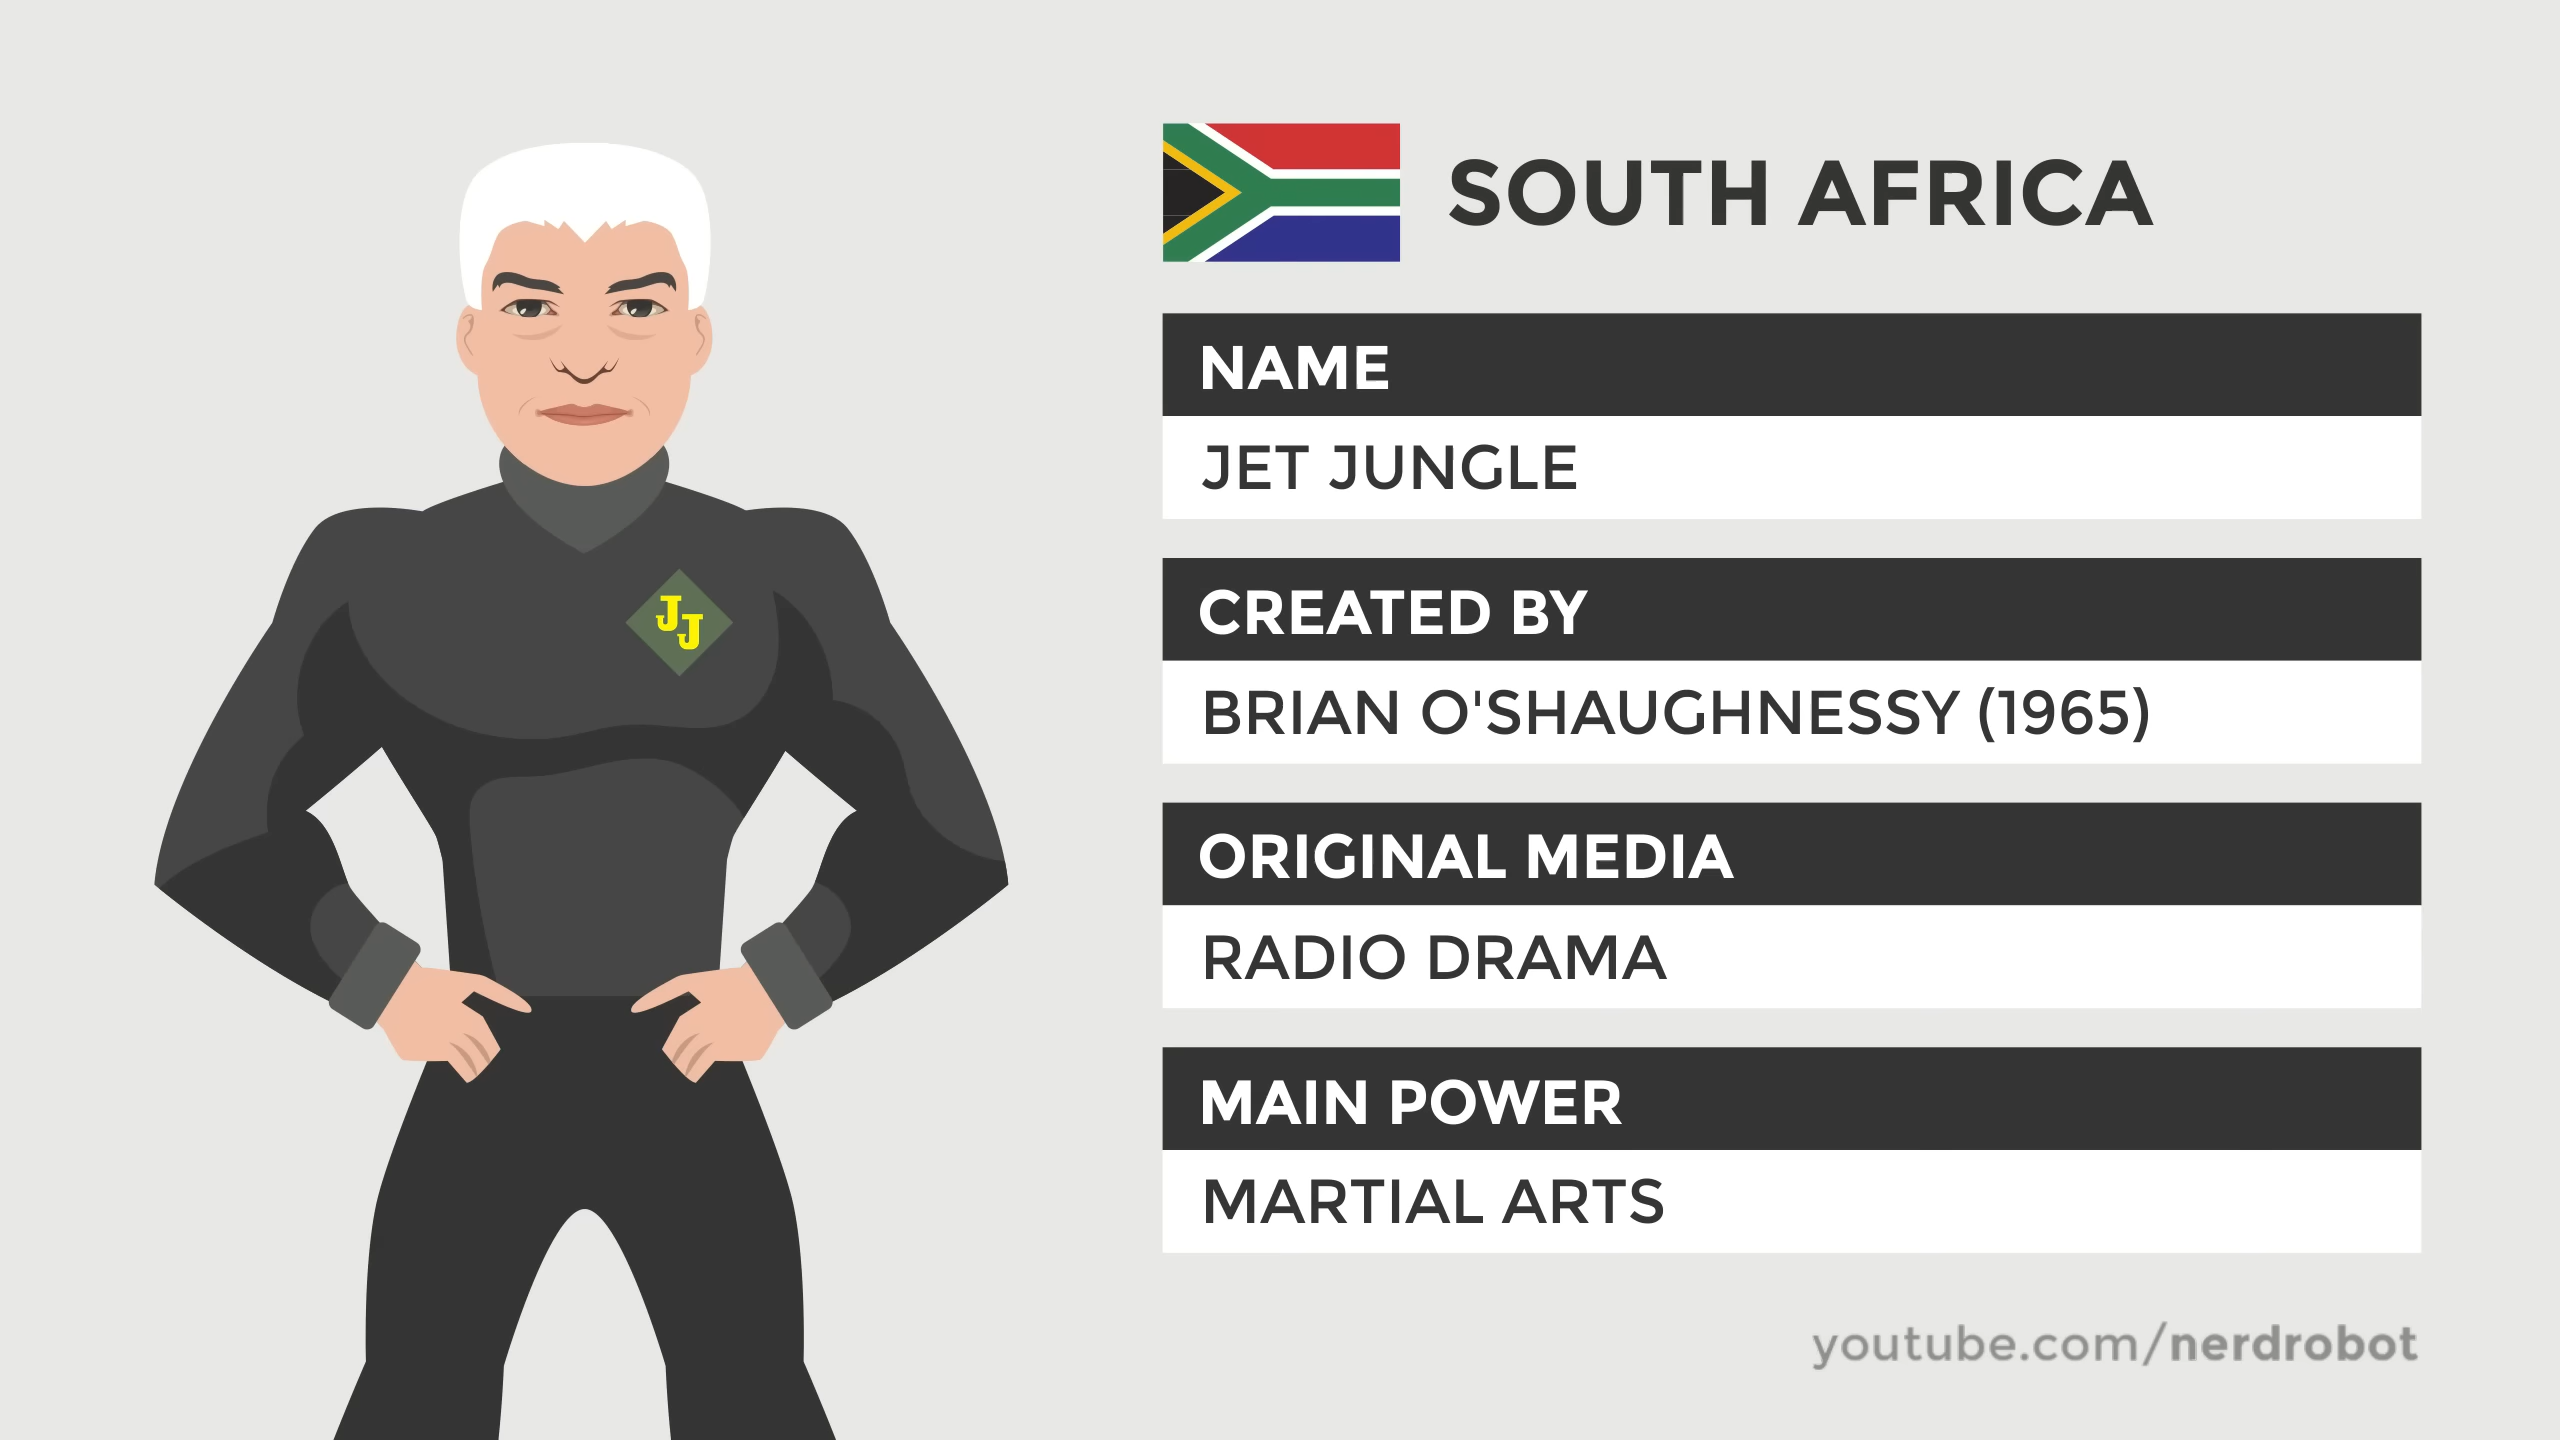 SOUTH AFRICA
NAME
JET JUNGLE
CREATED BY
BRIAN O'SHAUGHNESSY (1965)
ORIGINAL MEDIA
RADIO DRAMA
MAIN POWER
MARTIAL ARTS
JJ
youtube.com/nerdrobot